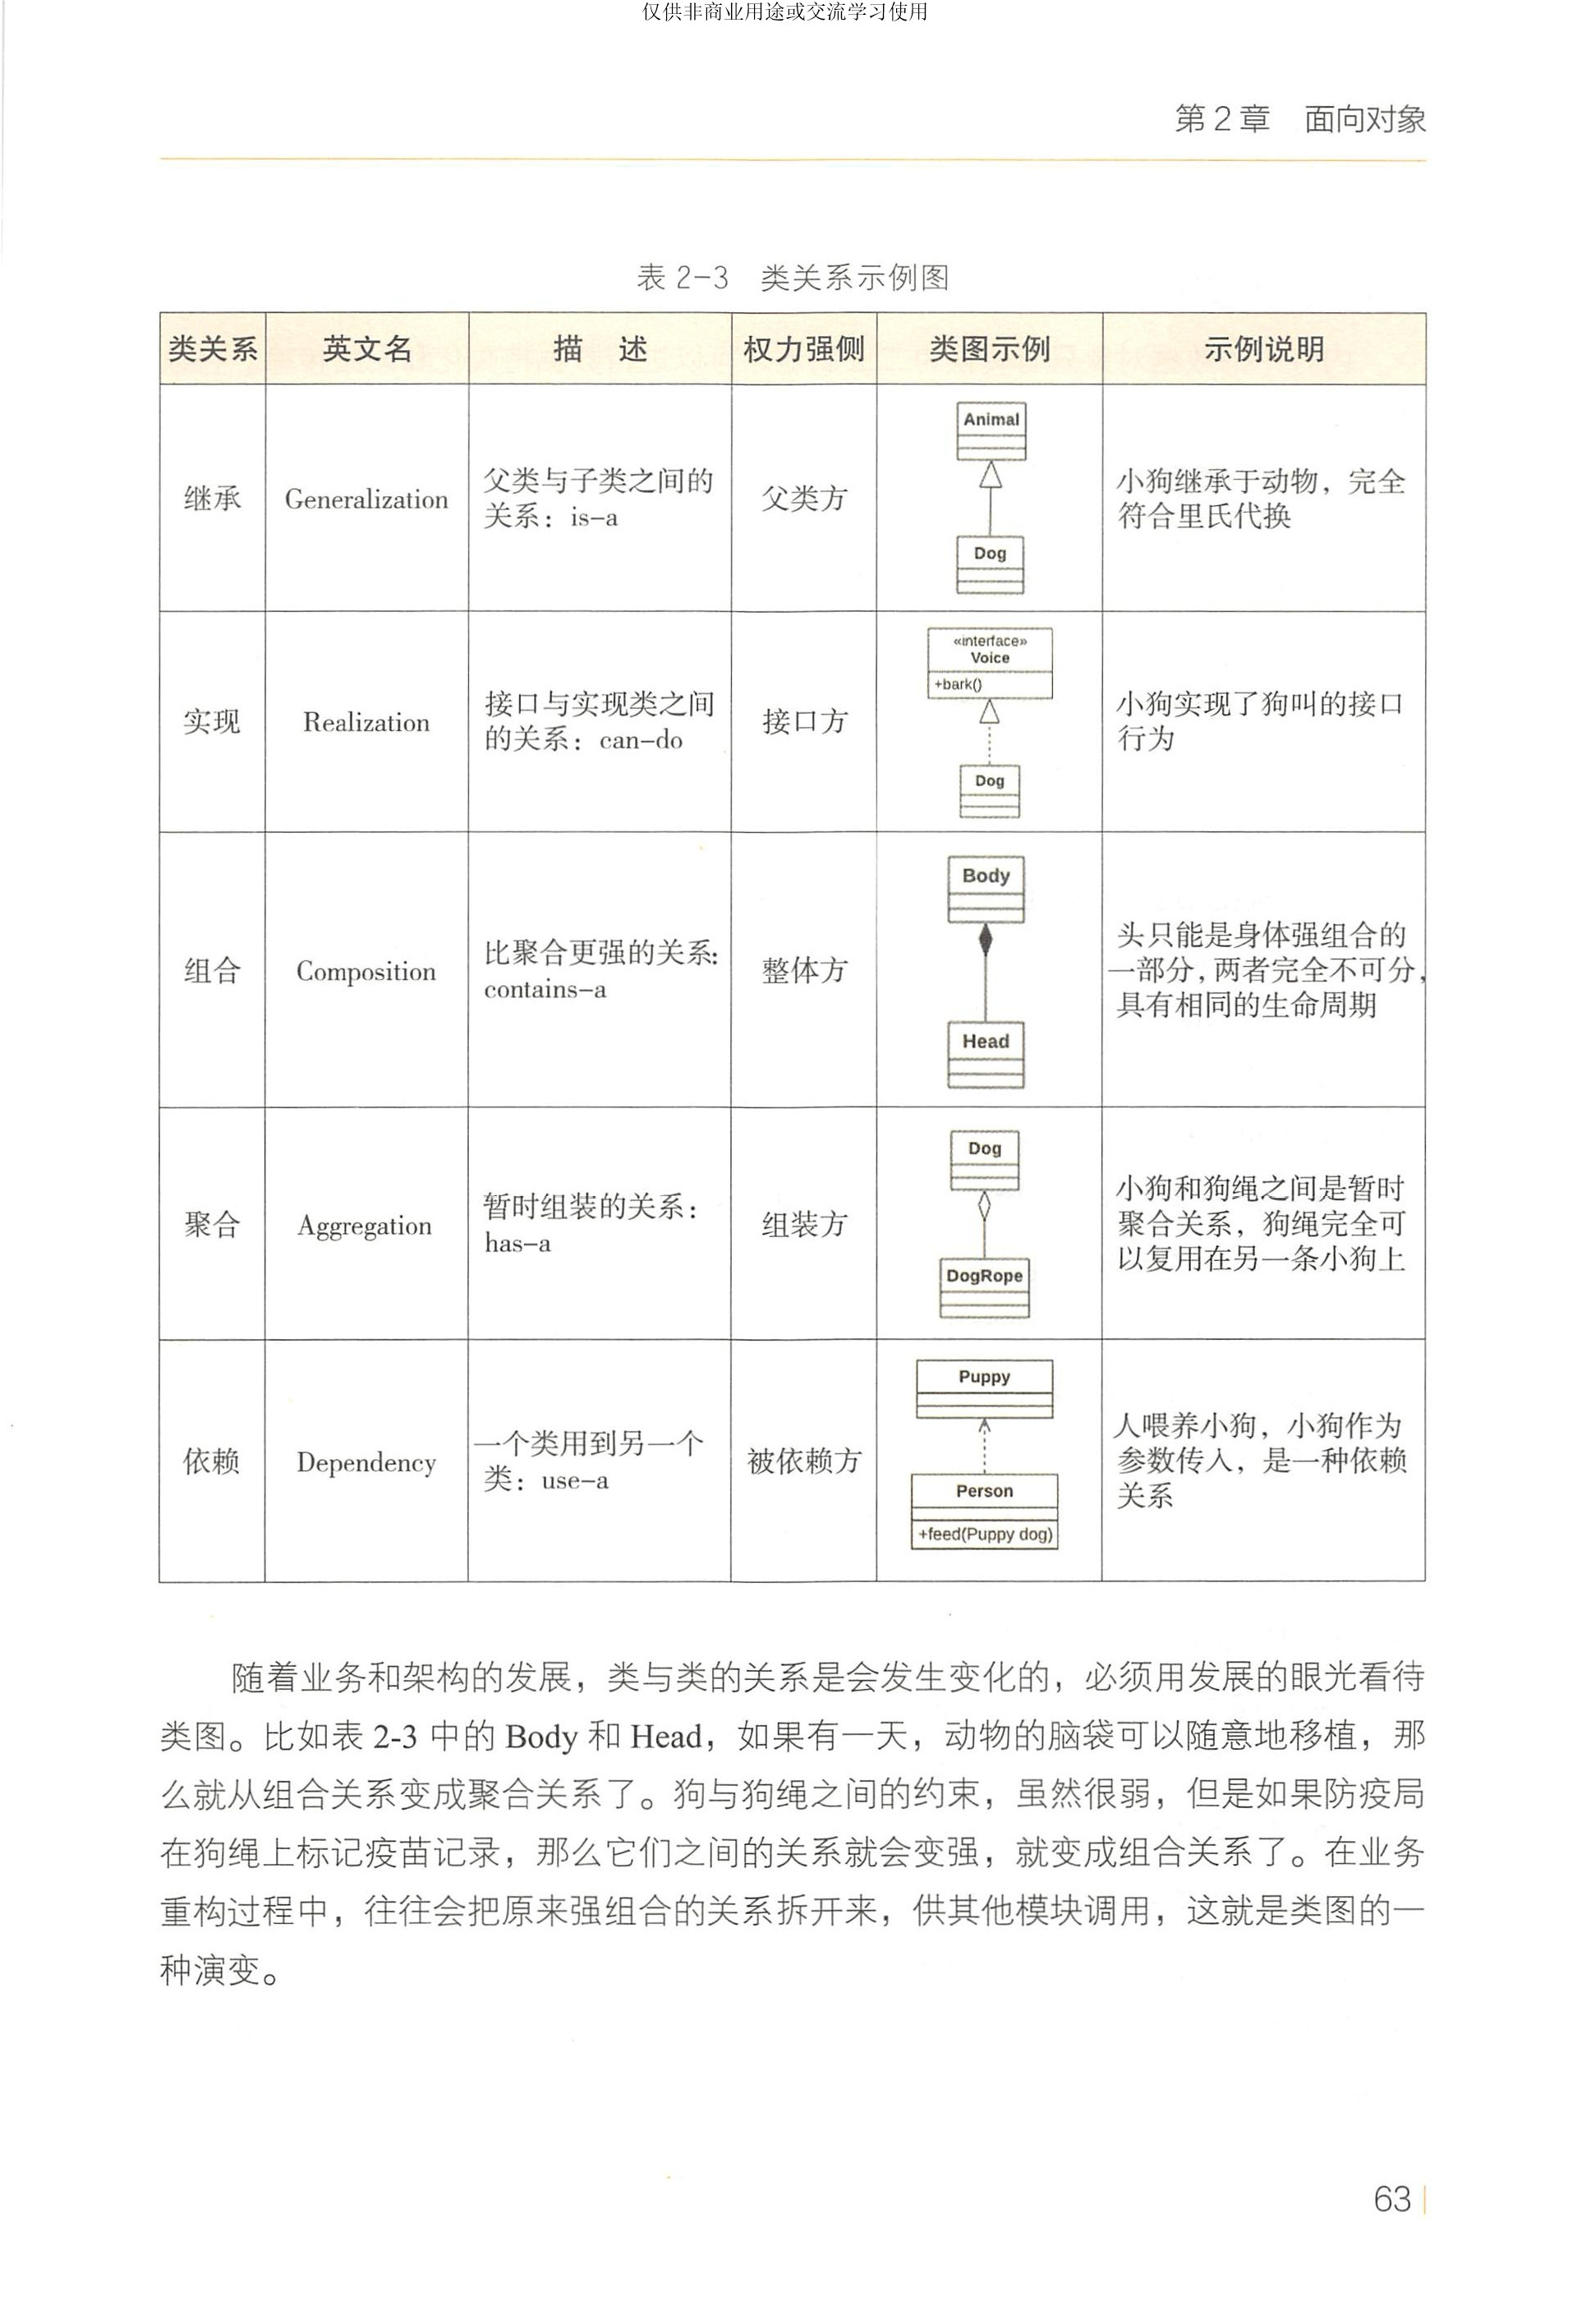 仅供非商业用途或交流学习使用
第2章 面向对象
表 2-3 类关系示例图
类关系 英文名 描 述 权力强侧 类图示例 示例说明
继承
Generalization
父类与子类之间的
关系：is-a
父类方
Animal
Dog
小狗继承于动物，完全
符合里氏代换
实现
Realization
接口与实现类之间
的关系：can-do
接口方
«interface»
Voice
+bark()
Dog
小狗实现了狗叫的接口
行为
组合
Composition
比聚合更强的关系：
contains-a
整体方
Body
Head
头只能是身体强组合的
一部分，两者完全不可分，
具有相同的生命周期
聚合
Aggregation
暂时组装的关系：
has-a
组装方
Dog
DogRope
小狗和狗绳之间是暂时
聚合关系，狗绳完全可
以复用在另一条小狗上
依赖
Dependency
一个类用到另一个
类：use-a
被依赖方
Puppy
Person
+feed(Puppy dog)
人喂养小狗，小狗作为
参数传入，是一种依赖
关系
随着业务和架构的发展，类与类的关系是会发生变化的，必须用发展的眼光看待
类图。比如表 2-3 中的 Body 和 Head，如果有一天，动物的脑袋可以随意地移植，那
么就从组合关系变成聚合关系了。狗与狗绳之间的约束，虽然很弱，但是如果防疫局
在狗绳上标记疫苗记录，那么它们之间的关系就会变强，就变成组合关系了。在业务
重构过程中，往往会把原来强组合的关系拆开来，供其他模块调用，这就是类图的一
种演变。
63